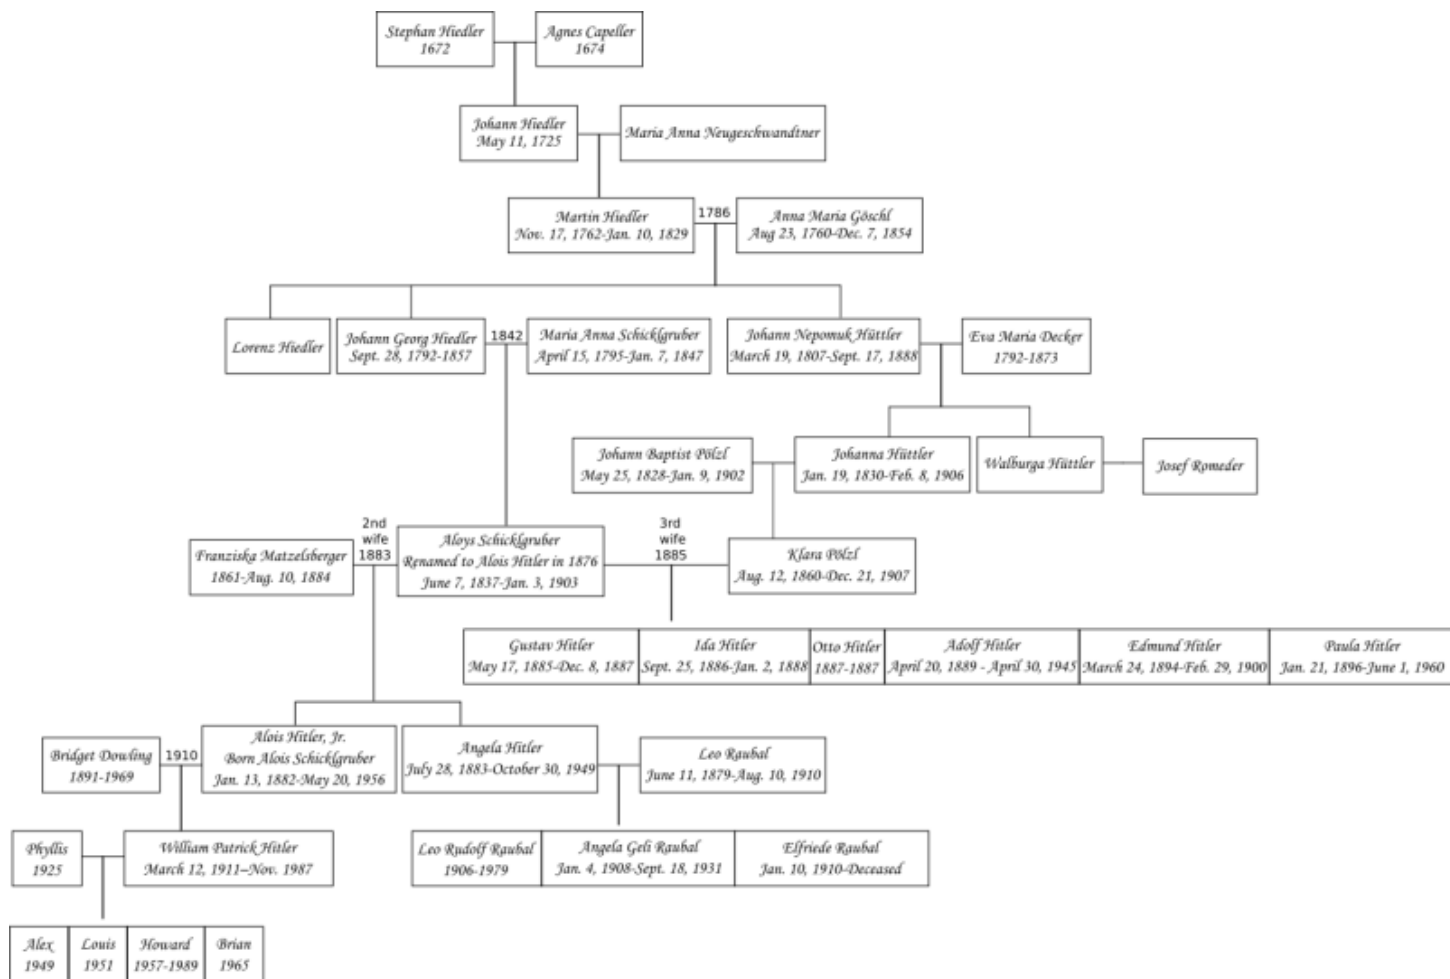 Stephan Hiedler
1672
Agnes Capeller
1674
Johann Hiedler
May 11, 1725
Maria Anna Neugeschwandtner
Martin Hiedler
Nov. 17, 1762-Jan. 10, 1829
1786
Anna Maria Göschl
Aug 23, 1760-Dec. 7, 1854
Lorenz Hiedler
Johann Georg Hiedler
Sept. 28, 1792-1857
1842
Maria Anna Schicklgruber
April 15, 1795-Jan. 7, 1847
Johann Nepomuk Hüttler
March 19, 1807-Sept. 17, 1888
Eva Maria Decker
1792-1873
Johann Baptist Pölzl
May 25, 1828-Jan. 9, 1902
Johanna Hüttler
Jan. 19, 1830-Feb. 8, 1906
Walburga Hüttler
Josef Romeder
Franziska Matzelsberger
1861-Aug. 10, 1884
2nd
wife
1883
Aloys Schicklgruber
Renamed to Alois Hitler in 1876
June 7, 1837-Jan. 3, 1903
3rd
wife
1885
Klara Pölzl
Aug. 12, 1860-Dec. 21, 1907
Gustav Hitler
May 17, 1885-Dec. 8, 1887
Ida Hitler
Sept. 25, 1886-Jan. 2, 1888
Otto Hitler
1887-1887
Adolf Hitler
April 20, 1889 - April 30, 1945
Edmund Hitler
March 24, 1894-Feb. 29, 1900
Paula Hitler
Jan. 21, 1896-June 1, 1960
Bridget Dowling
1891-1969
1910
Alois Hitler, Jr.
Born Alois Schicklgruber
Jan. 13, 1882-May 20, 1956
Angela Hitler
July 28, 1883-October 30, 1949
Leo Raubal
June 11, 1879-Aug. 10, 1910
Phyllis
1925
William Patrick Hitler
March 12, 1911–Nov. 1987
Leo Rudolf Raubal
1906-1979
Angela Geli Raubal
Jan. 4, 1908-Sept. 18, 1931
Elfriede Raubal
Jan. 10, 1910-Deceased
Alex
1949
Louis
1951
Howard
1957-1989
Brian
1965